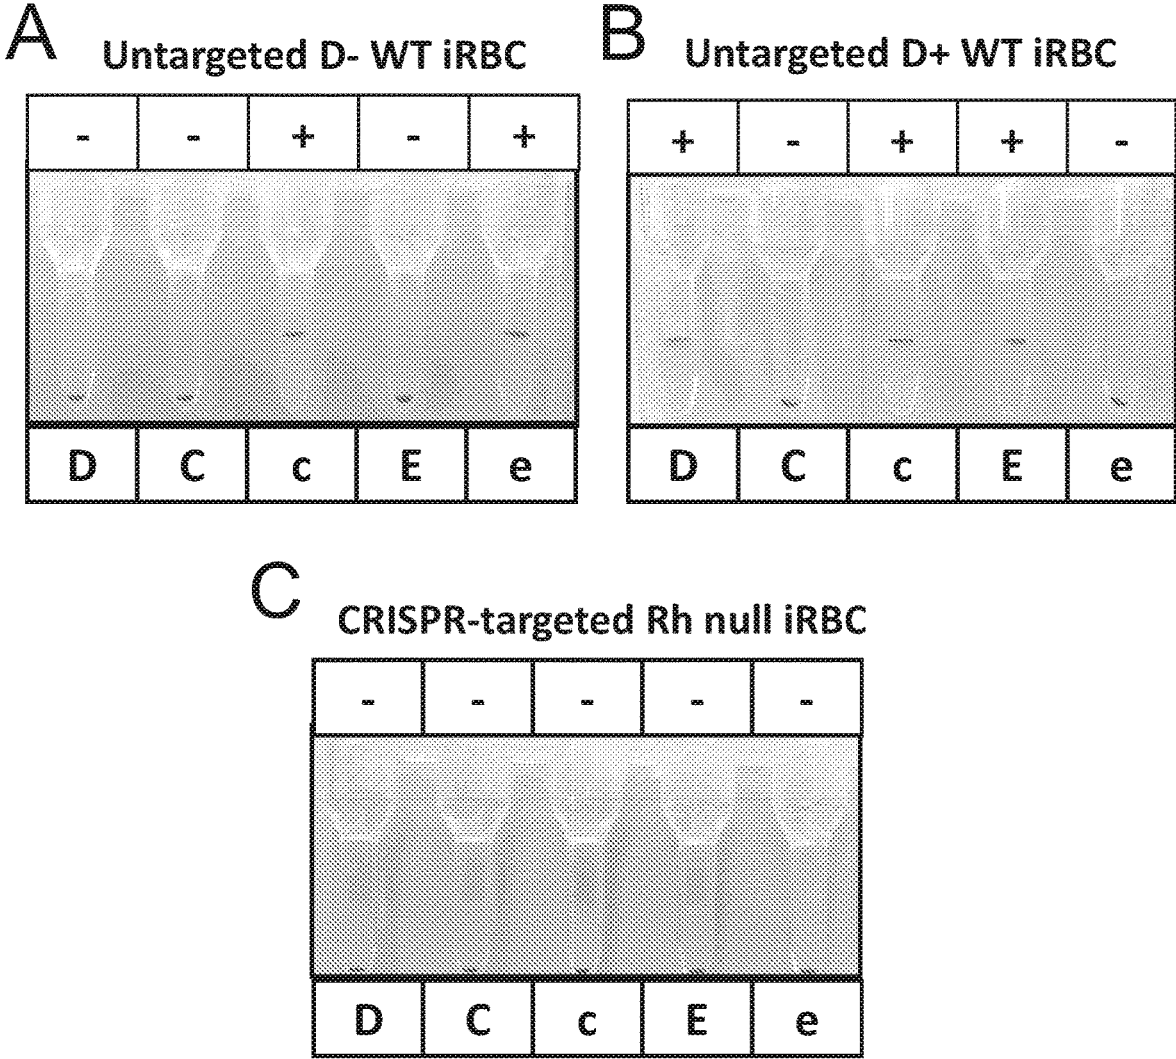 A
Untargeted D- WT iRBC
- - + - +
D C c E e
B
Untargeted D+ WT iRBC
+ - + + -
D C c E e
C
CRISPR-targeted Rh null iRBC
- - - - -
D C c E e